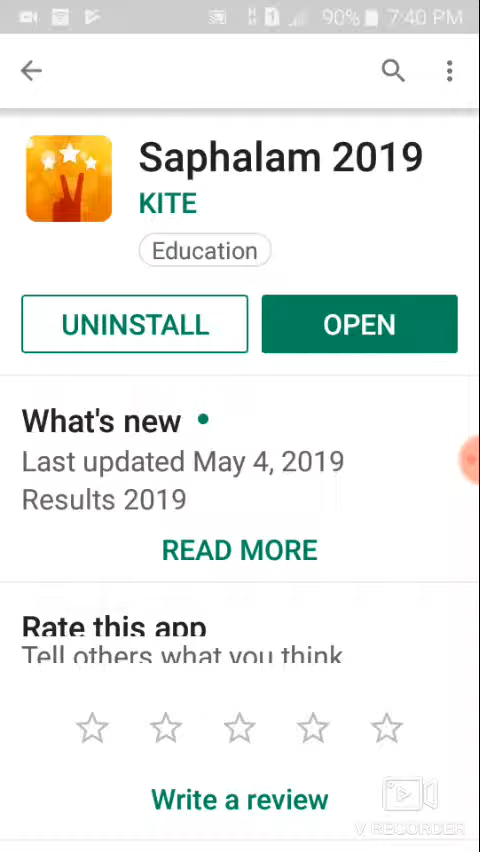 90% 7:40 PM
Saphalam 2019
KITE
Education
UNINSTALL
OPEN
What's new
Last updated May 4, 2019
Results 2019
READ MORE
Rate this app
Tell others what you think
Write a review
V RECORDER